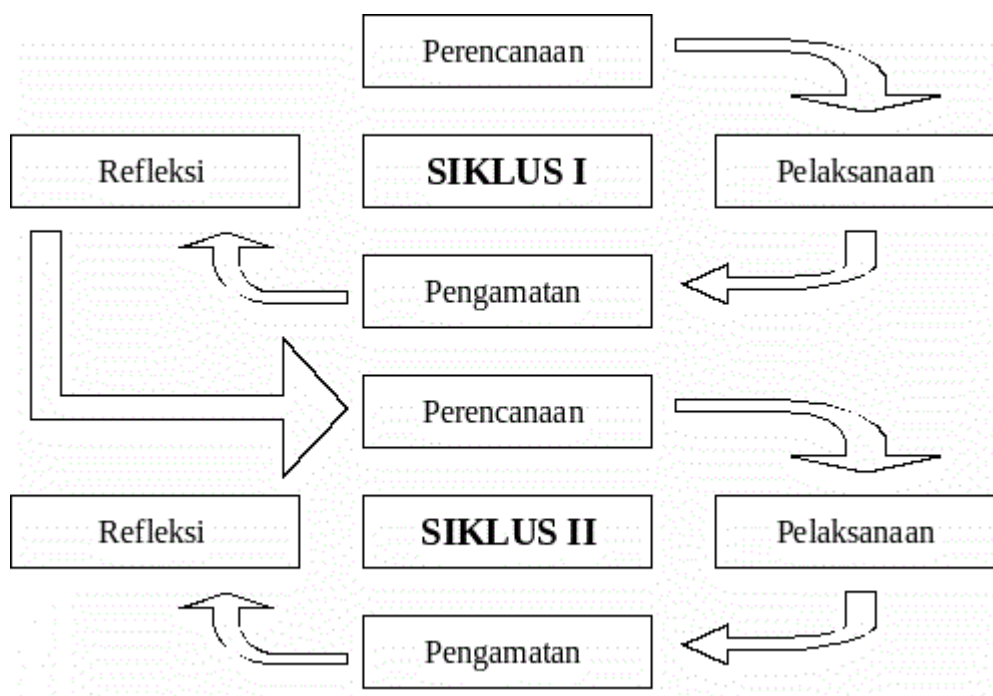 Perencanaan
Refleksi
SIKLUS I
Pelaksanaan
Pengamatan
Perencanaan
Refleksi
SIKLUS II
Pelaksanaan
Pengamatan